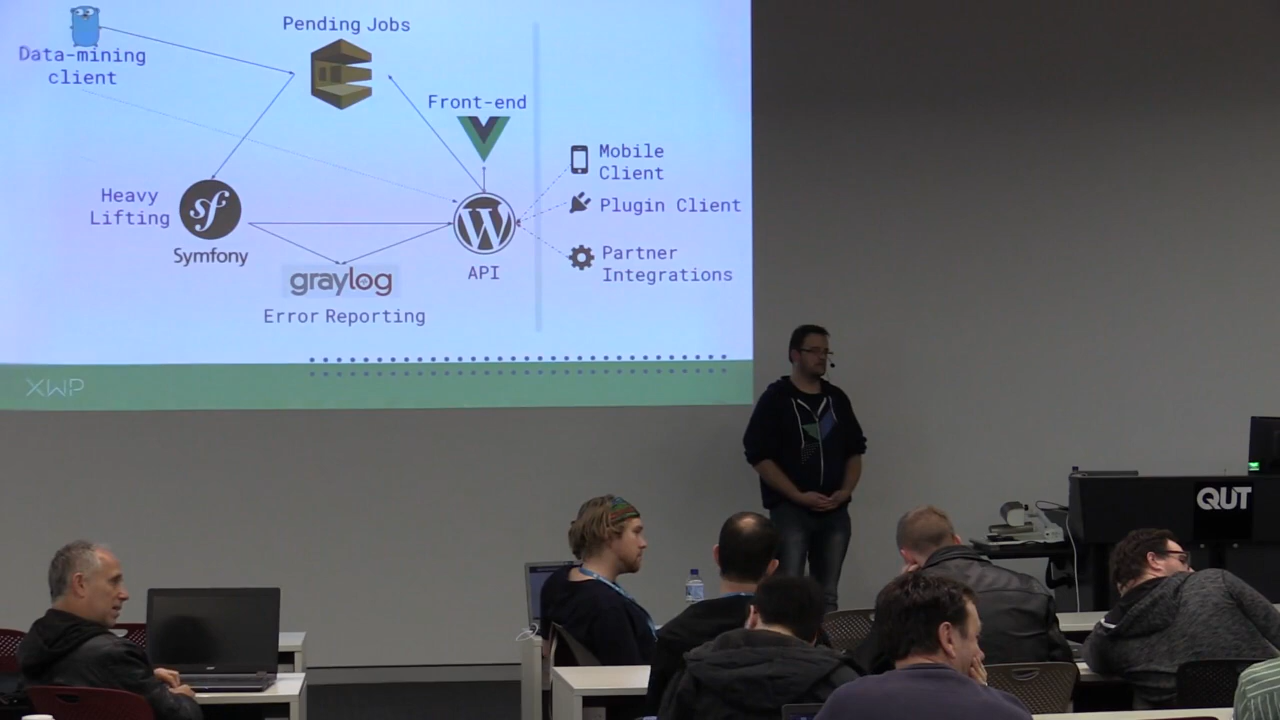 Pending Jobs
Data-mining
client
Front-end
Mobile
Client
Heavy
Lifting
Plugin Client
Symfony
API
Partner
Integrations
graylog
Error Reporting
XWP
QUT